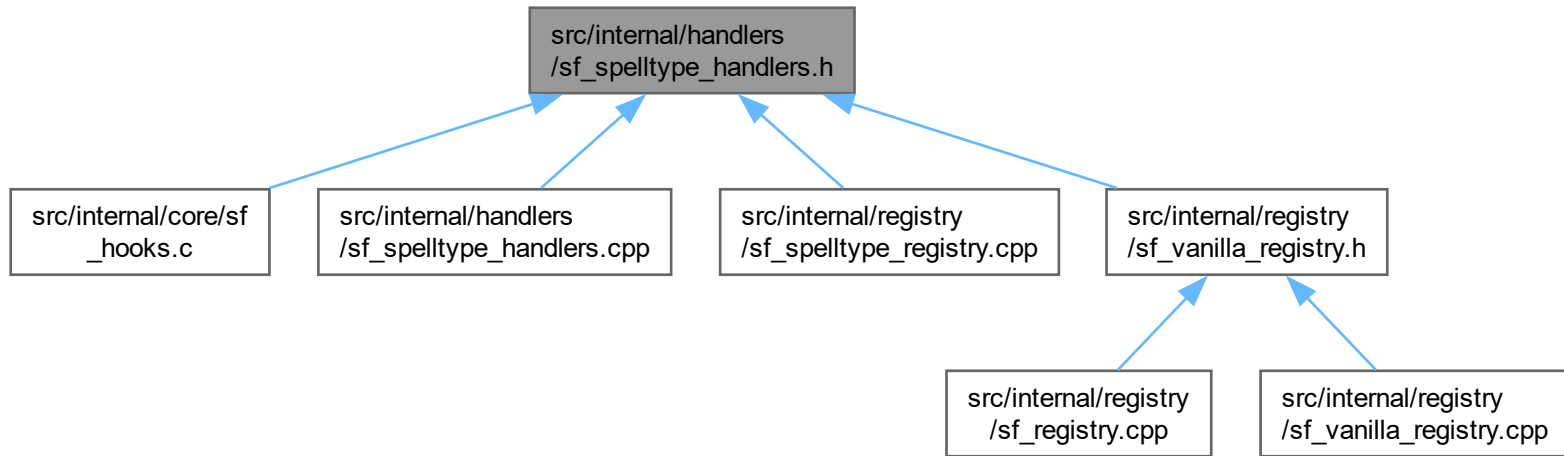 src/internal/handlers
/sf_spelltype_handlers.h
src/internal/core/sf
_hooks.c
src/internal/handlers
/sf_spelltype_handlers.cpp
src/internal/registry
/sf_spelltype_registry.cpp
src/internal/registry
/sf_vanilla_registry.h
src/internal/registry
/sf_registry.cpp
src/internal/registry
/sf_vanilla_registry.cpp